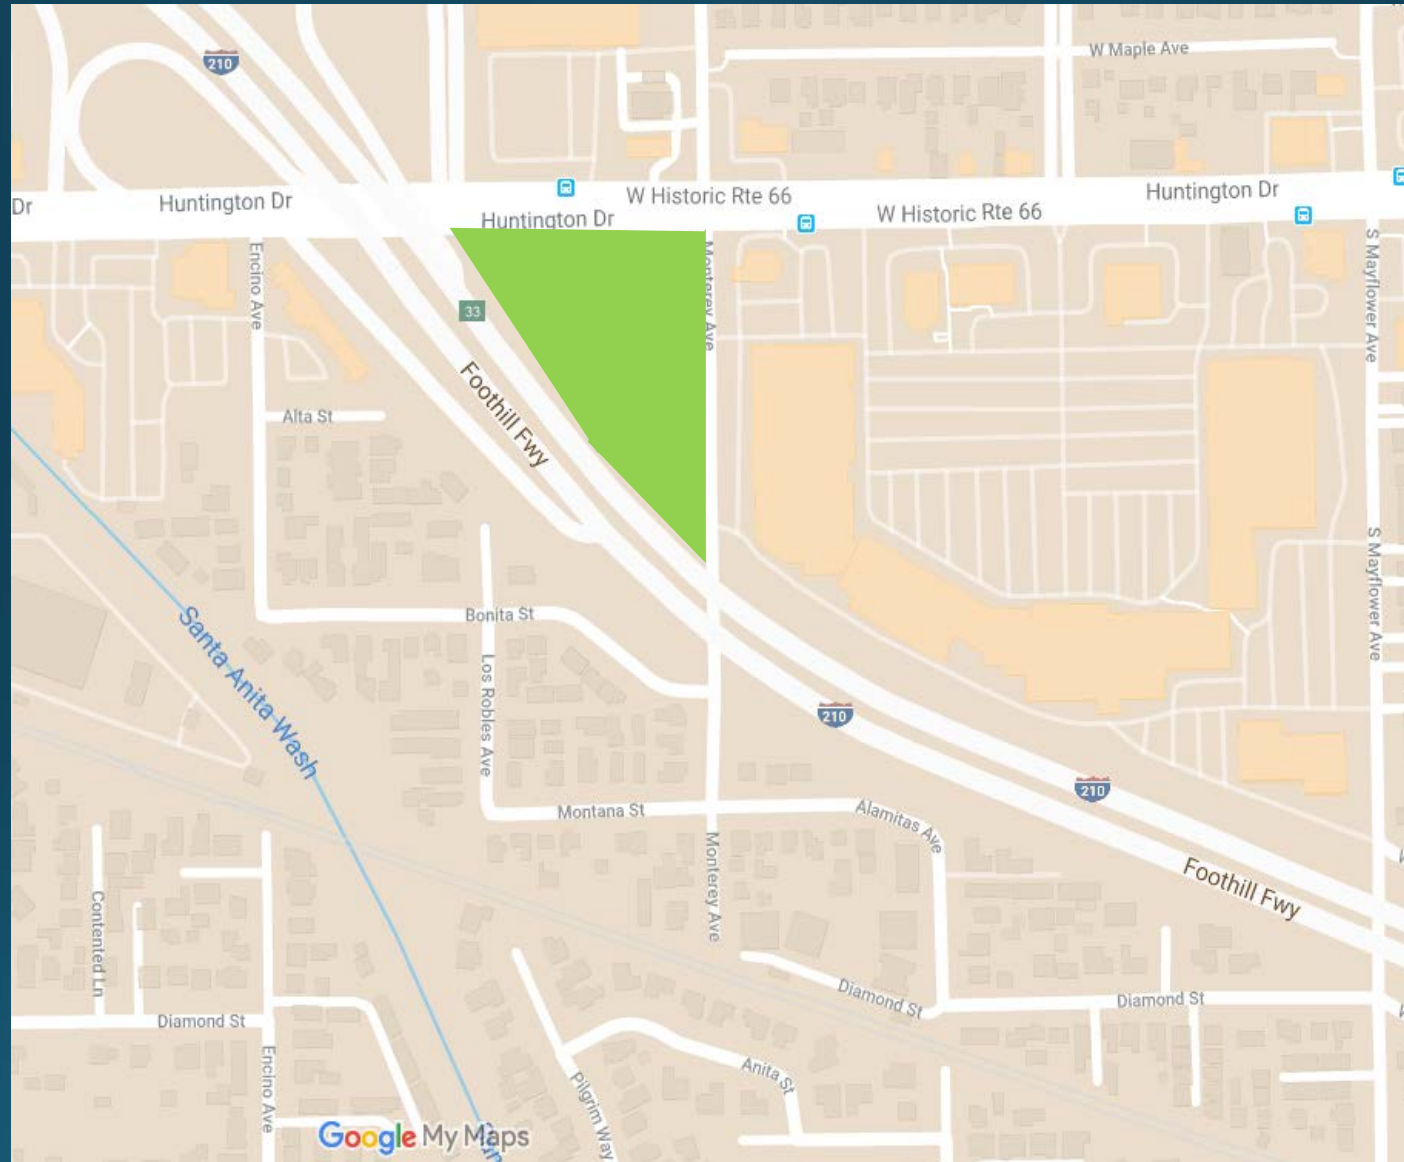 210
W Maple Ave
Huntington Dr
W Historic Rte 66
Huntington Dr
Dr
Huntington Dr
W Historic Rte 66
Encino Ave
Monterey Ave
S Mayflower Ave
33
Foothill Fwy
Alta St
S Mayflower Ave
Santa Anita Wash
Bonita St
Los Robles Ave
210
210
Montana St
Alamitas Ave
Monterey Ave
Foothill Fwy
Contented Ln
Diamond St
Diamond St
Diamond St
Encino Ave
Anita St
Pilgrim Way
Google My Maps